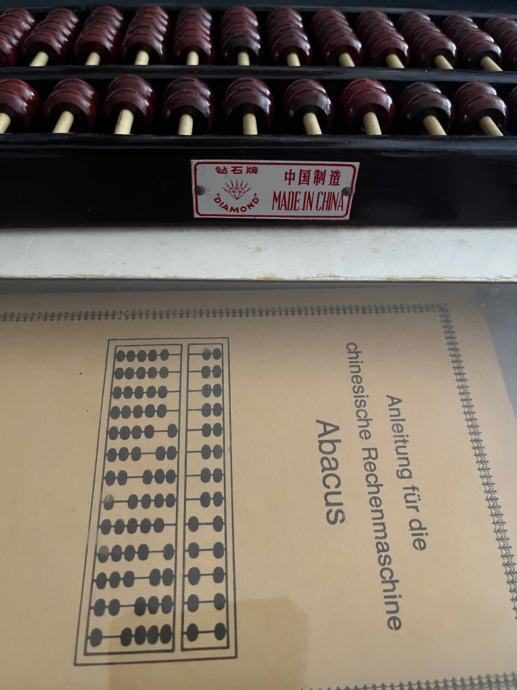 钻石牌
"DIAMOND"
中国制造
MADE IN CHINA
Anleitung für die
chinesische Rechenmaschine
Abacus